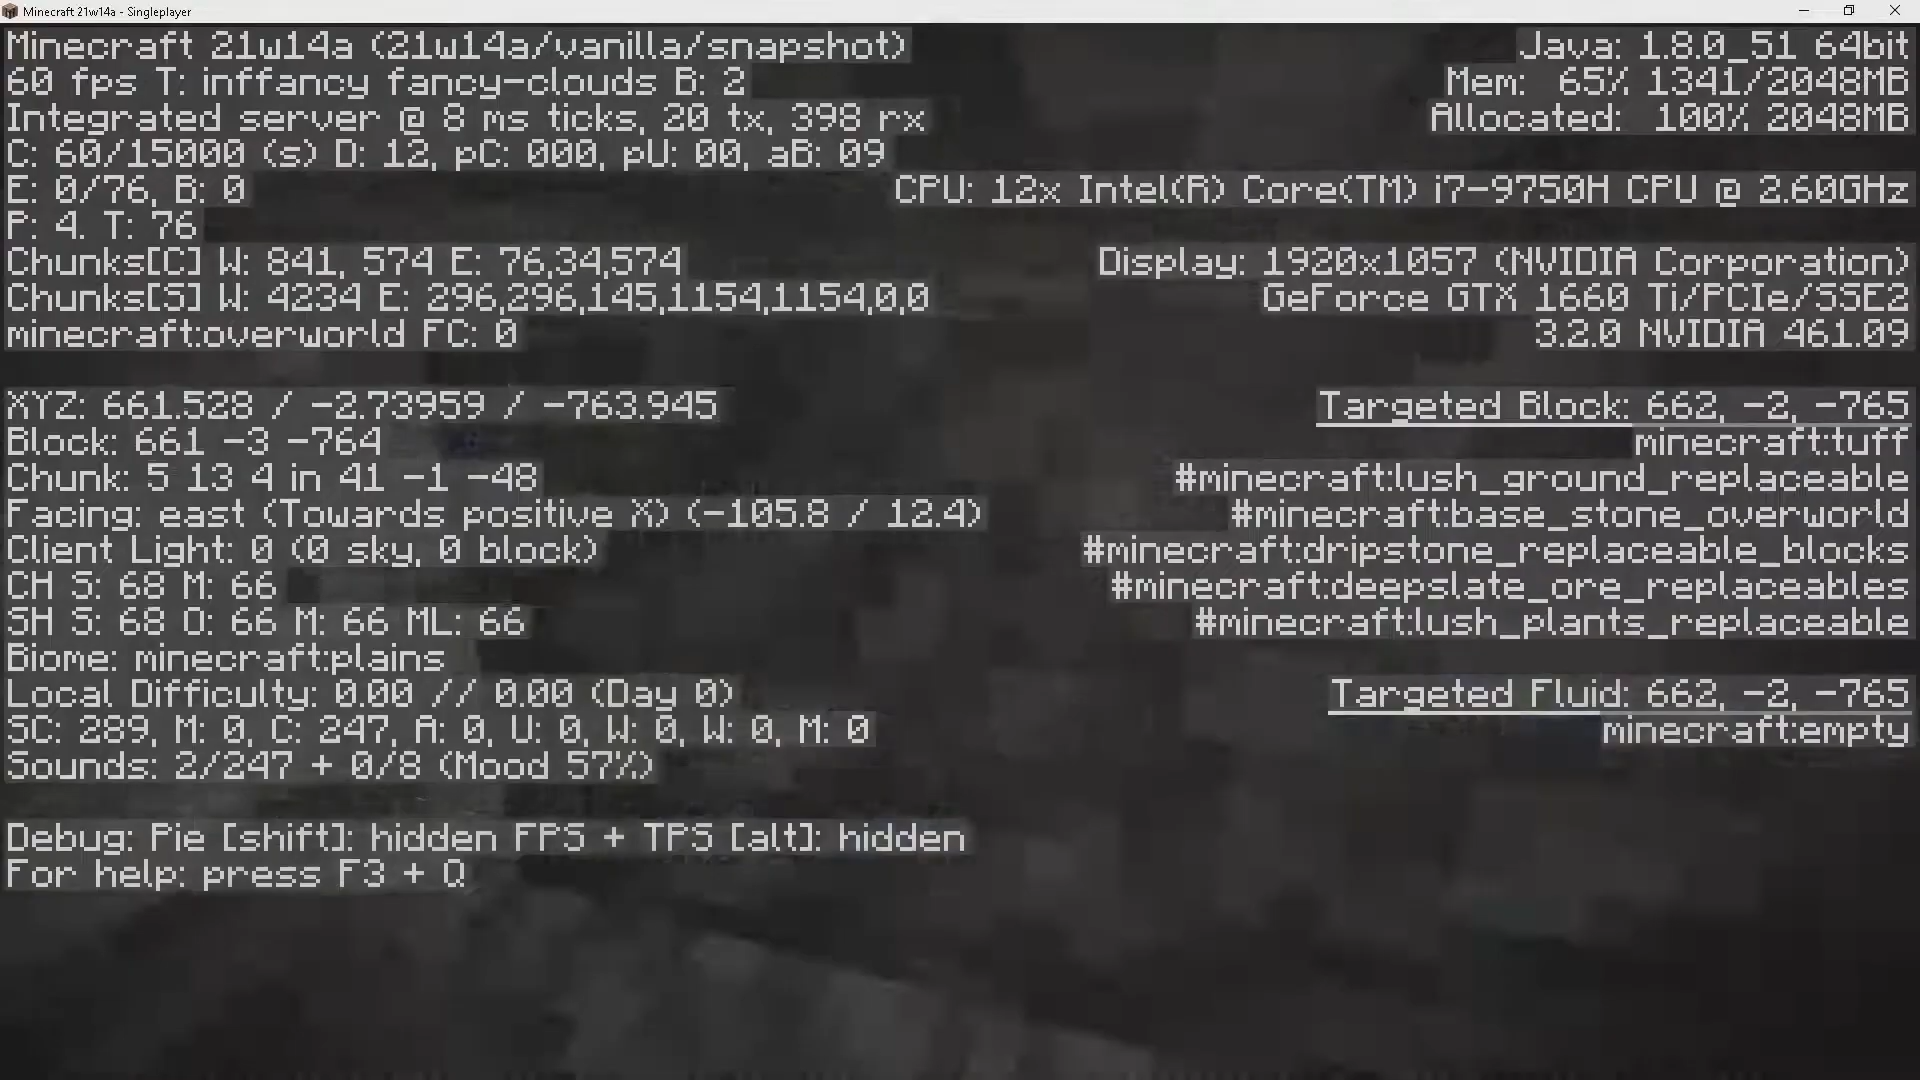 Minecraft 21w14a - Singleplayer
Minecraft 21w14a (21w14a/vanilla/snapshot)
60 fps T: inffancy fancy-clouds B: 2
Integrated server @ 8 ms ticks, 20 tx, 398 rx
C: 60/15000 (s) D: 12, pC: 000, pU: 00, aB: 09
E: 0/76, B: 0
P: 4. T: 76
Chunks[C] W: 841, 574 E: 76,34,574
Chunks[S] W: 4234 E: 296,296,145,1154,1154,0,0
minecraft:overworld FC: 0
XYZ: 661.528 / -2.73959 / -763.945
Block: 661 -3 -764
Chunk: 5 13 4 in 41 -1 -48
Facing: east (Towards positive X) (-105.8 / 12.4)
Client Light: 0 (0 sky, 0 block)
CH S: 68 M: 66
SH S: 68 O: 66 M: 66 ML: 66
Biome: minecraft:plains
Local Difficulty: 0.00 // 0.00 (Day 0)
SC: 289, M: 0, C: 247, A: 0, U: 0, W: 0, W: 0, M: 0
Sounds: 2/247 + 0/8 (Mood 57%)
Debug: Pie [shift]: hidden FPS + TPS [alt]: hidden
For help: press F3 + Q
Java: 1.8.0_51 64bit
Mem: 65% 1341/2048MB
Allocated: 100% 2048MB
CPU: 12x Intel(R) Core(TM) i7-9750H CPU @ 2.60GHz
Display: 1920x1057 (NVIDIA Corporation)
GeForce GTX 1660 Ti/PCIe/SSE2
3.2.0 NVIDIA 461.09
Targeted Block: 662, -2, -765
minecraft:tuff
#minecraft:lush_ground_replaceable
#minecraft:base_stone_overworld
#minecraft:dripstone_replaceable_blocks
#minecraft:deepslate_ore_replaceables
#minecraft:lush_plants_replaceable
Targeted Fluid: 662, -2, -765
minecraft:empty